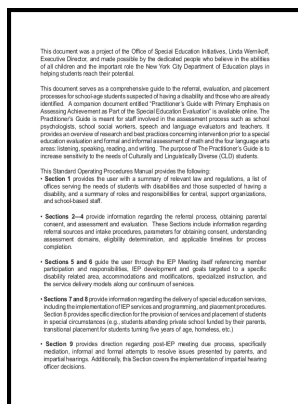 This document was a project of the Office of Special Education Initiatives, Linda Wernikoff,
Executive Director, and made possible by the dedicated people who believe in the abilities
of all children and the important role the New York City Department of Education plays in
helping students reach their potential.
This document serves as a comprehensive guide to the referral, evaluation, and placement
processes for school-age students suspected of having a disability and those who are already
identified. A companion document entitled "Practitioner's Guide with Primary Emphasis on
Assessing Achievement as Part of the Special Education Evaluation" is available online. The
Practitioner's Guide is meant for staff involved in the assessment process such as school
psychologists, school social workers, speech language evaluators and teachers. It
provides an overview of research and best practices concerning intervention prior to a special
education evaluation and formal and informal assessment of math and the four language arts
areas: listening, speaking, reading, and writing. The purpose of The Practitioner's Guide is to
increase sensitivity to the needs of Culturally and Linguistically Diverse (CLD) students.
This Standard Operating Procedures Manual provides the following:
• Section 1 provides the user with a summary of relevant law and regulations, a list of
offices serving the needs of students with disabilities and those suspected of having a
disability, and a summary of roles and responsibilities for central, support organizations,
and school-based staff.
• Sections 2—4 provide information regarding the referral process, obtaining parental
consent, and assessment and evaluation. These Sections include information regarding
referral sources and intake procedures, parameters for obtaining consent, understanding
assessment domains, eligibility determination, and applicable timelines for process
completion.
• Sections 5 and 6 guide the user through the IEP Meeting itself referencing member
participation and responsibilities, IEP development and goals targeted to a specific
disability related area, accommodations and modifications, specialized instruction, and
the service delivery models along our continuum of services.
• Sections 7 and 8 provide information regarding the delivery of special education services,
including the implementation of IEP services and programming, and placement procedures.
Section 8 provides specific direction for the provision of services and placement of students
in special circumstances (e.g., students attending private school funded by their parents,
transitional placement for students turning five years of age, homeless, etc.)
• Section 9 provides direction regarding post-IEP meeting due process, specifically
mediation, informal and formal attempts to resolve issues presented by parents, and
impartial hearings. Additionally, this Section covers the implementation of impartial hearing
officer decisions.